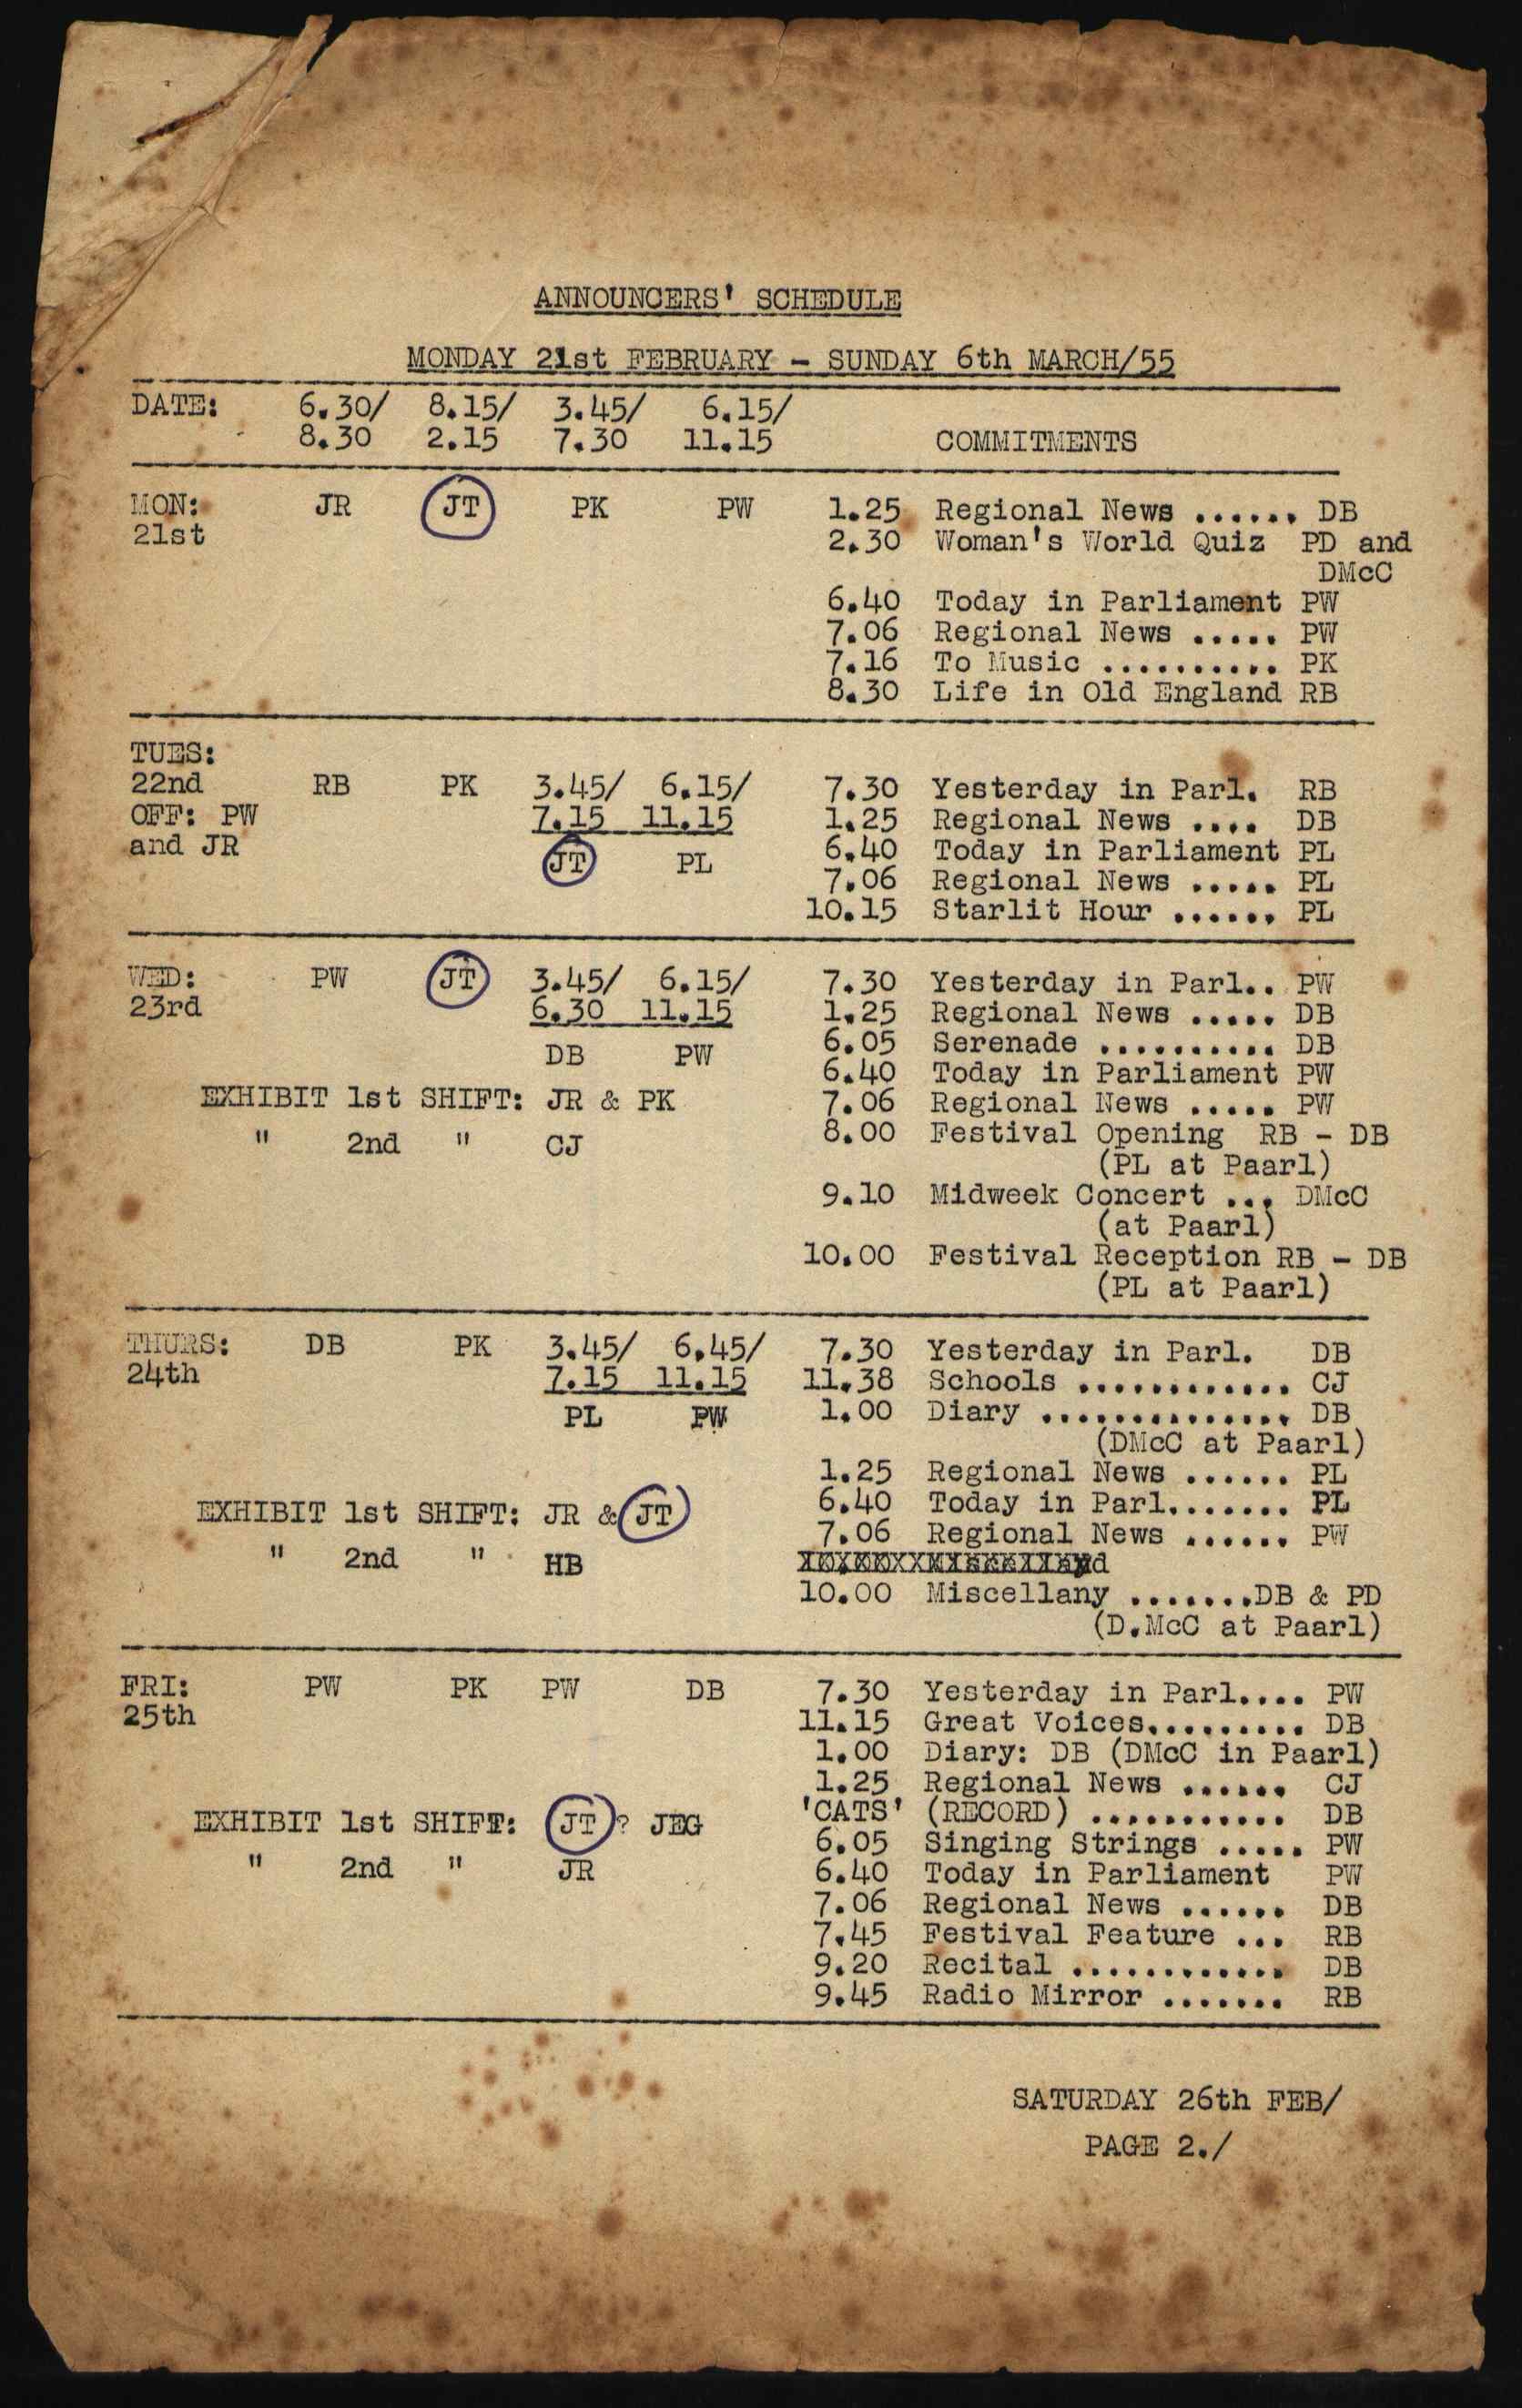 ANNOUNCERS' SCHEDULE
MONDAY 21st FEBRUARY - SUNDAY 6th MARCH/55
DATE: 6.30/ 8.15/ 3.45/ 6.15/
8.30 2.15 7.30 11.15 COMMITMENTS
MON: JR JT PK PW 1.25 Regional News ...... DB
21st 2.30 Woman's World Quiz PD and
DMcC
6.40 Today in Parliament PW
7.06 Regional News ..... PW
7.16 To Music .......... PK
8.30 Life in Old England RB
TUES:
22nd RB PK 3.45/ 6.15/ 7.30 Yesterday in Parl. RB
OFF: PW 7.15 11.15 1.25 Regional News .... DB
and JR JT PL 6.40 Today in Parliament PL
7.06 Regional News ..... PL
10.15 Starlit Hour ...... PL
WED: PW JT 3.45/ 6.15/ 7.30 Yesterday in Parl.. PW
23rd 6.30 11.15 1.25 Regional News ..... DB
6.05 Serenade .......... DB
DB PW 6.40 Today in Parliament PW
EXHIBIT 1st SHIFT: JR & PK 7.06 Regional News ..... PW
" 2nd " CJ 8.00 Festival Opening RB - DB
(PL at Paarl)
9.10 Midweek Concert ... DMcC
(at Paarl)
10.00 Festival Reception RB - DB
(PL at Paarl)
THURS: DB PK 3.45/ 6.45/ 7.30 Yesterday in Parl. DB
24th 7.15 11.15 11.38 Schools ............ CJ
PL PW 1.00 Diary .............. DB
(DMcC at Paarl)
1.25 Regional News ...... PL
EXHIBIT 1st SHIFT: JR & JT 6.40 Today in Parl....... PL
7.06 Regional News ...... PW
" 2nd " HB
10.00 Miscellany .......DB & PD
(D.McC at Paarl)
FRI: PW PK PW DB 7.30 Yesterday in Parl.... PW
25th 11.15 Great Voices......... DB
1.00 Diary: DB (DMcC in Paarl)
1.25 Regional News ...... CJ
EXHIBIT 1st SHIFT: JT ? JEG 'CATS' (RECORD) ........... DB
6.05 Singing Strings ..... PW
" 2nd " JR 6.40 Today in Parliament PW
7.06 Regional News ...... DB
7.45 Festival Feature ... RB
9.20 Recital ............ DB
9.45 Radio Mirror ....... RB
SATURDAY 26th FEB/
PAGE 2./